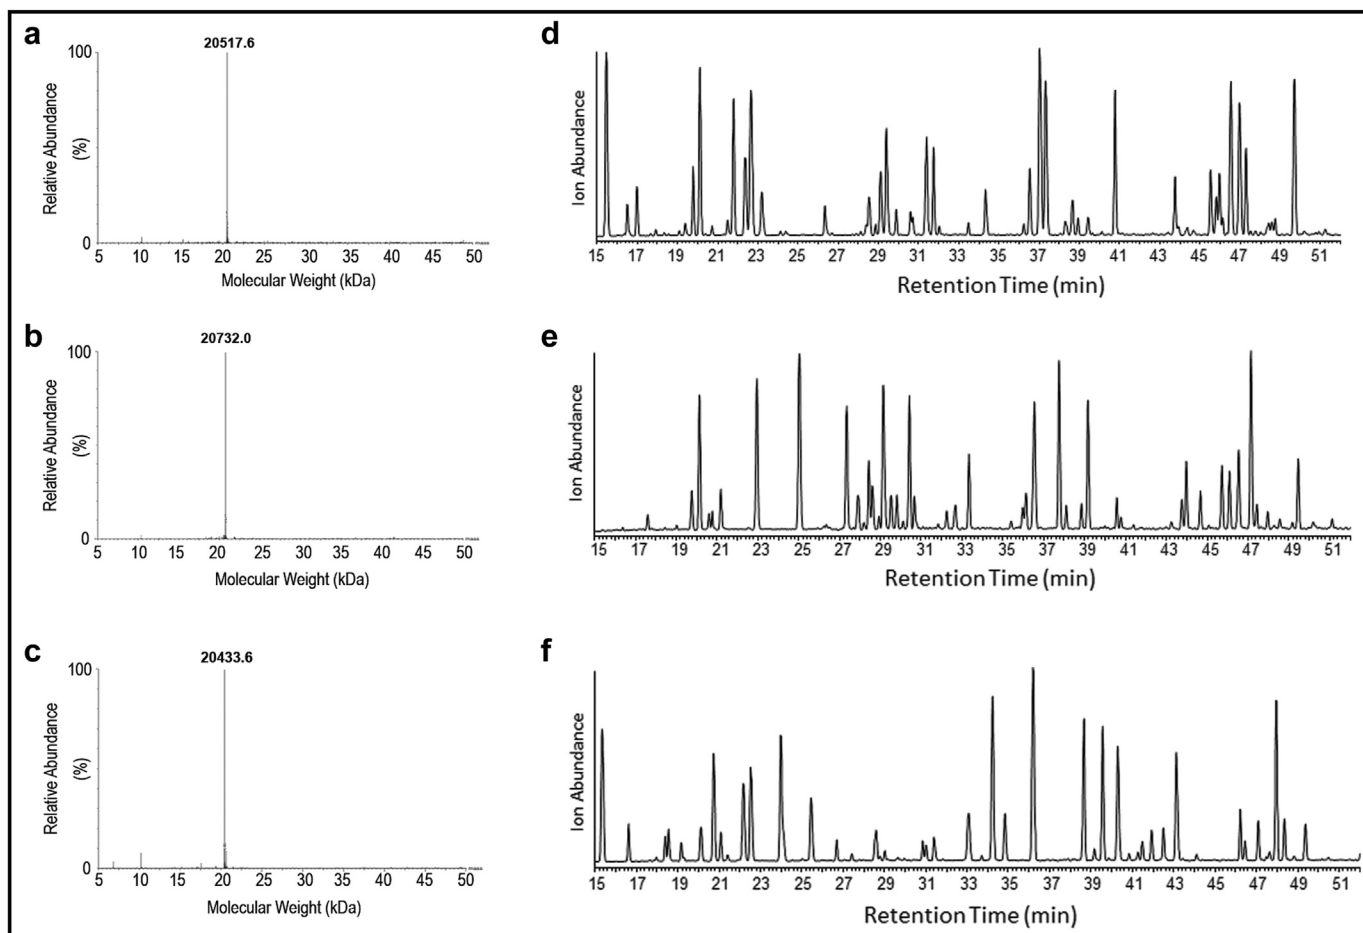 a
20517.6
100
0
Relative Abundance
(%)
5 10 15 20 25 30 35 40 45 50
Molecular Weight (kDa)
d
Ion Abundance
15 17 19 21 23 25 27 29 31 33 35 37 39 41 43 45 47 49 51
Retention Time (min)
b
20732.0
100
0
Relative Abundance
(%)
5 10 15 20 25 30 35 40 45 50
Molecular Weight (kDa)
e
Ion Abundance
15 17 19 21 23 25 27 29 31 33 35 37 39 41 43 45 47 49 51
Retention Time (min)
c
20433.6
100
0
Relative Abundance
(%)
5 10 15 20 25 30 35 40 45 50
Molecular Weight (kDa)
f
Ion Abundance
15 17 19 21 23 25 27 29 31 33 35 37 39 41 43 45 47 49 51
Retention Time (min)